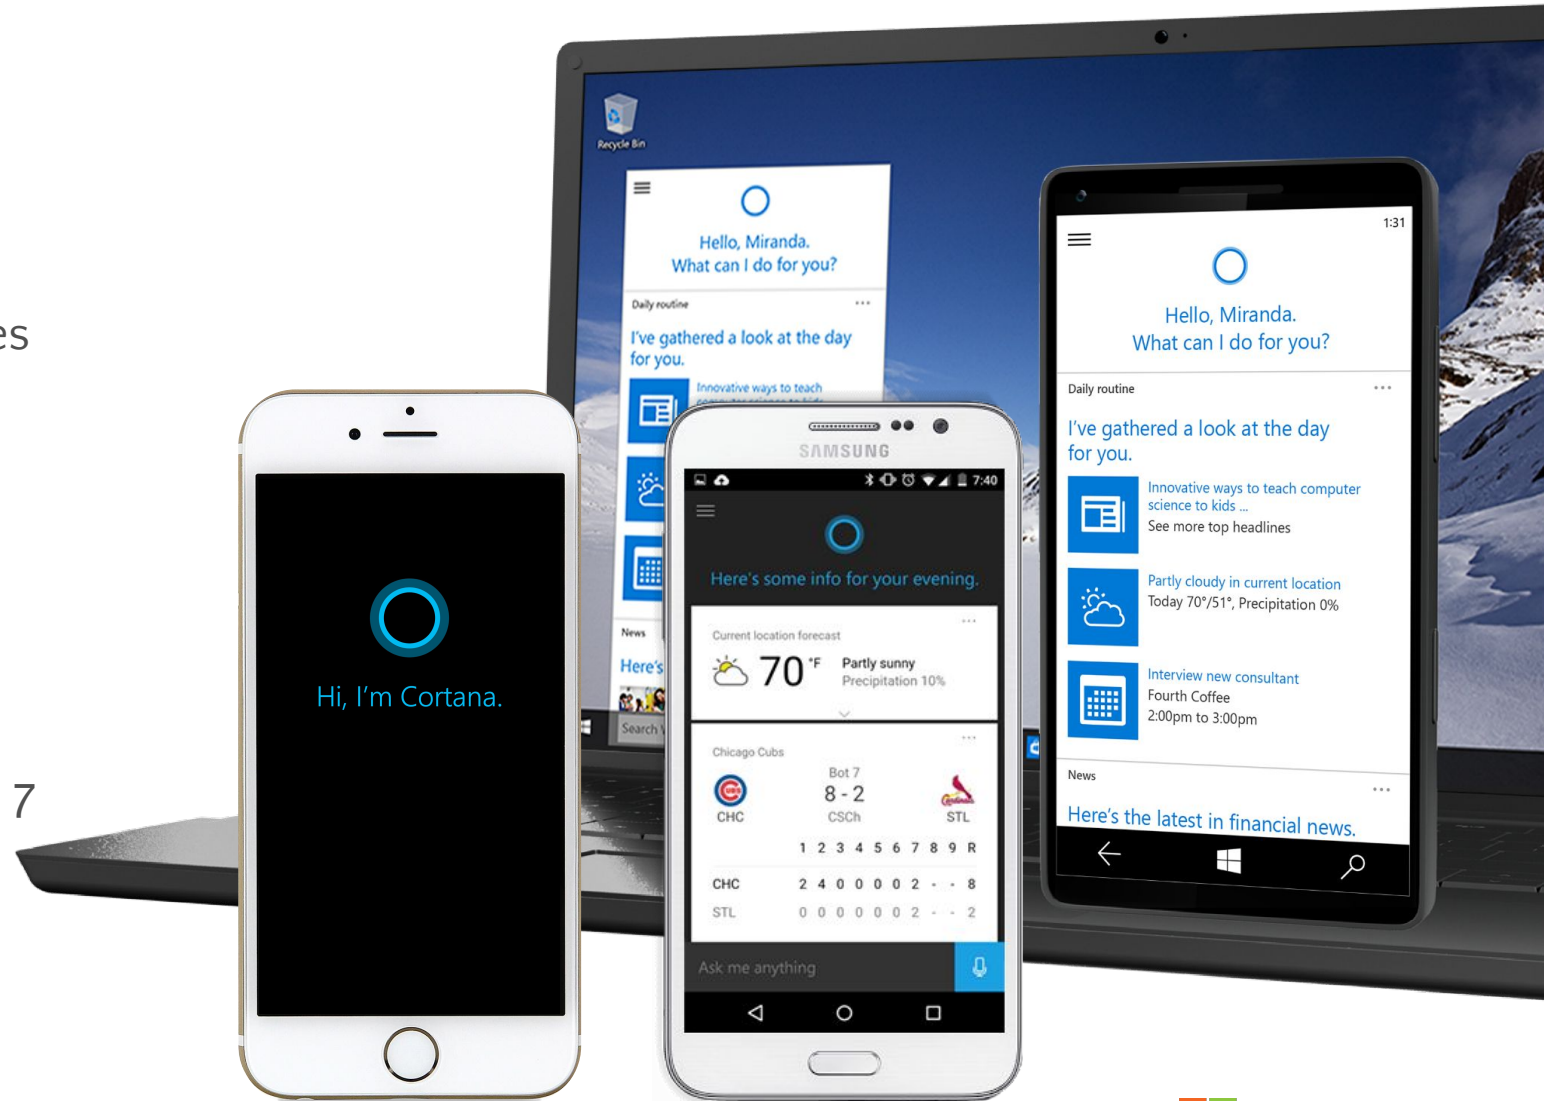 es
7
Recycle Bin
Hello, Miranda.
What can I do for you?
Daily routine
I've gathered a look at the day
for you.
Innovative ways to teach
News
Here's
Search
Hi, I'm Cortana.
SAMSUNG
7:40
Here's some info for your evening.
Current location forecast
70 °F
Partly sunny
Precipitation 10%
Chicago Cubs
Bot 7
8 - 2
CUBS
Cardinals
CHC
CSCh
STL
1 2 3 4 5 6 7 8 9 R
CHC 2 4 0 0 0 0 2 - - 8
STL 0 0 0 0 0 0 2 - - 2
Ask me anything
1:31
Hello, Miranda.
What can I do for you?
Daily routine
I've gathered a look at the day
for you.
Innovative ways to teach computer
science to kids ...
See more top headlines
Partly cloudy in current location
Today 70°/51°, Precipitation 0%
Interview new consultant
Fourth Coffee
2:00pm to 3:00pm
News
Here's the latest in financial news.